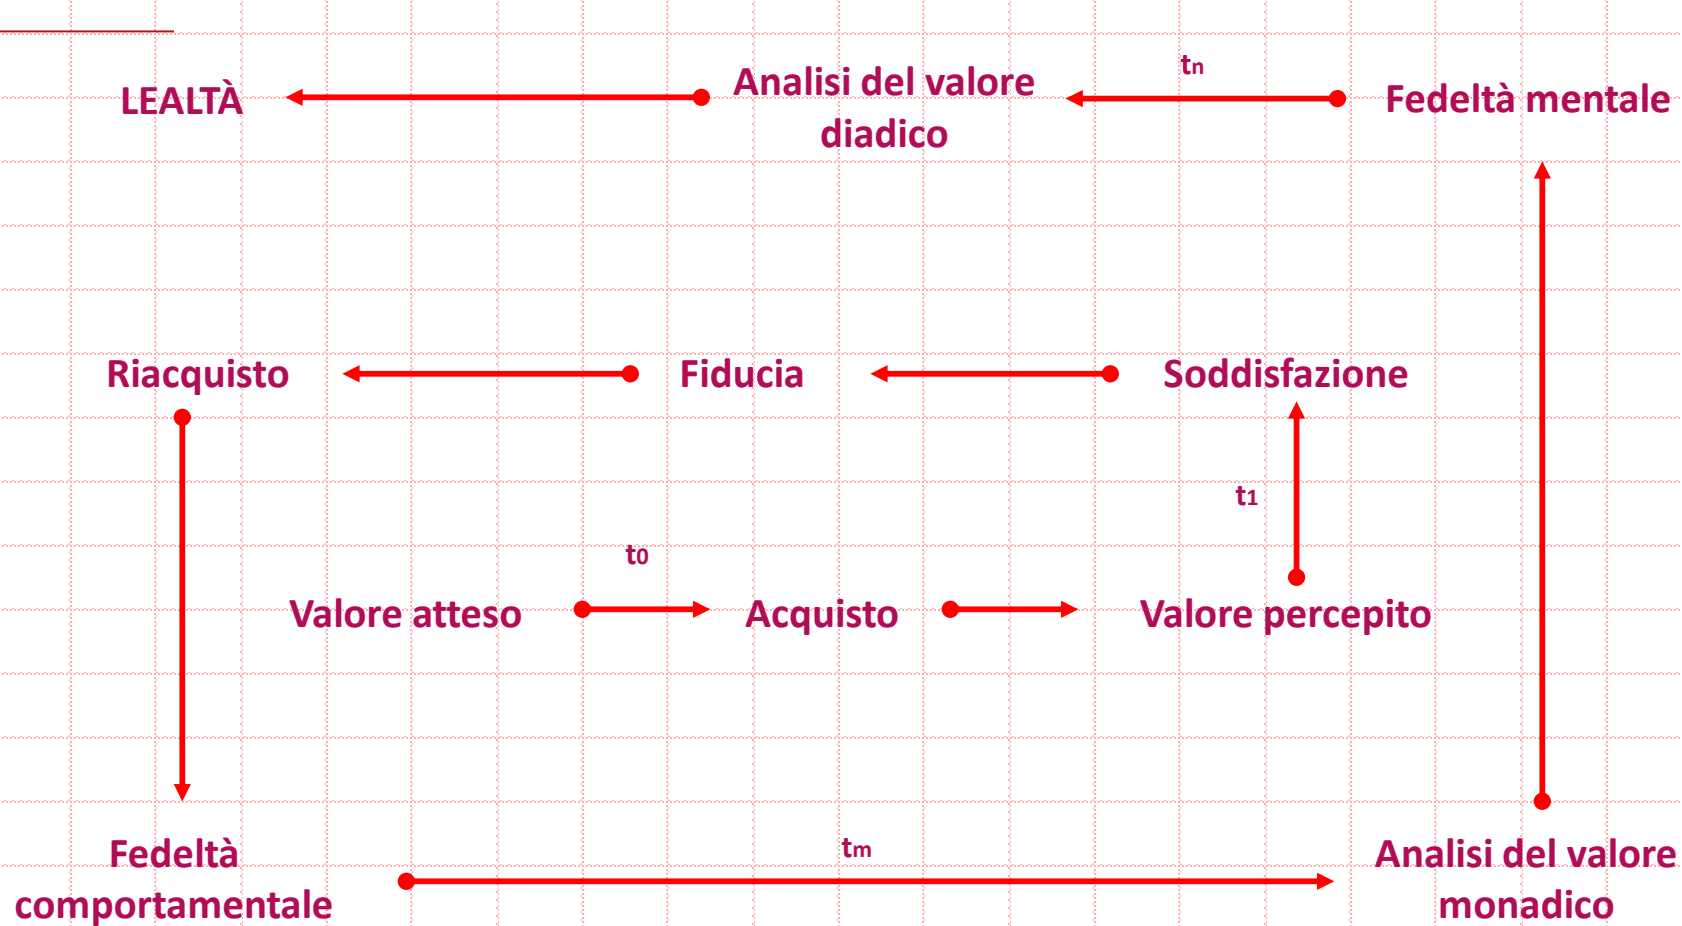 tn
LEALTÀ
Analisi del valore
diadico
Fedeltà mentale
Riacquisto
Fiducia
Soddisfazione
t1
t0
Valore atteso
Acquisto
Valore percepito
Fedeltà
comportamentale
tm
Analisi del valore
monadico